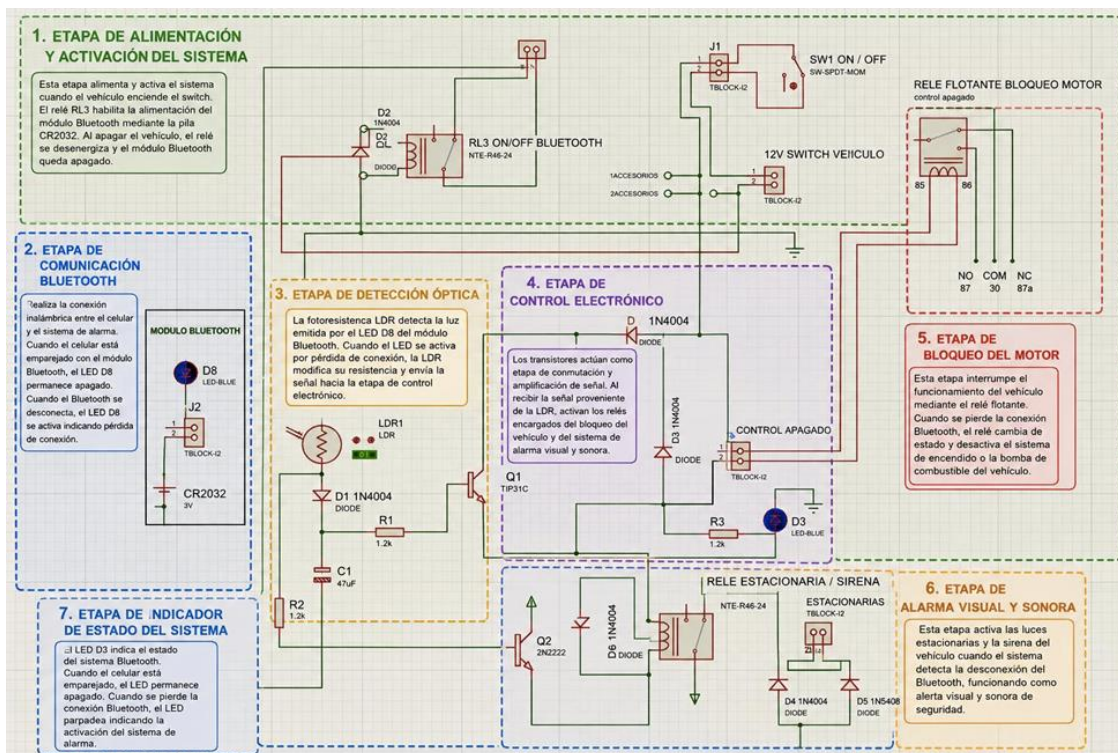 1. ETAPA DE ALIMENTACIÓN
Y ACTIVACIÓN DEL SISTEMA
Esta etapa alimenta y activa el sistema
cuando el vehículo enciende el switch.
El relé RL3 habilita la alimentación del
módulo Bluetooth mediante la pila
CR2032. Al apagar el vehículo, el relé
se desenergiza y el módulo Bluetooth
queda apagado.
D2
1N4004
D2
DIODE
RL3 ON/OFF BLUETOOTH
NTE-R46-24
J1
1
2
TBLOCK-I2
SW1 ON / OFF
SW-SPDT-MOM
12V SWITCH VEIICULO
1
2
TBLOCK-I2
1ACCESORIOS
2ACCESORIOS
RELE FLOTANTE BLOQUEO MOTOR
control apagado
85
86
NO
87
COM
30
NC
87a
2. ETAPA DE
COMUNICACIÓN
BLUETOOTH
Realiza la conexión
inalámbrica entre el celular
y el sistema de alarma.
Cuando el celular está
emparejado con el módulo
Bluetooth, el LED D8
permanece apagado.
Cuando el Bluetooth se
desconecta, el LED D8
se activa indicando pérdida
de conexión.
MODULO BLUETOOTH
D8
LED-BLUE
J2
1
2
TBLOCK-I2
CR2032
3V
3. ETAPA DE DETECCIÓN ÓPTICA
La fotoresistenca LDR detecta la luz
emitida por el LED D8 del módulo
Bluetooth. Cuando el LED se activa
por pérdida de conexión, la LDR
modifica su resistencia y envía la
señal hacia la etapa de control
electrónico.
LDR1
LDR
D1 1N4004
DIODE
R1
1.2k
C1
47uF
R2
1.2k
Q1
TIP31C
4. ETAPA DE
CONTROL ELECTRÓNICO
Los transistores actúan como
etapa de conmutación y
amplificación de señal. Al
recibir la señal proveniente
de la LDR, activan los relés
encargados del bloqueo del
vehículo y del sistema de
alarma visual y sonora.
D 1N4004
DIODE
D3 1N4004
DIODE
CONTROL APAGADO
1
2
TBLOCK-I2
R3
1.2k
D3
LED-BLUE
5. ETAPA DE
BLOQUEO DEL MOTOR
Esta etapa interrumpe el
funcionamiento del vehículo
mediante el relé flotante.
Cuando se pierde la conexión
Bluetooth, el relé cambia de
estado y desactiva el sistema
de encendido o la bomba de
combustible del vehículo.
RELE ESTACIONARIA / SIRENA
NTE-R46-24
Q2
2N2222
D6 1N4004
DIODE
ESTACIONARIAS
TBLOCK-I2
D4 1N4004
DIODE
D5 1N5408
DIODE
6. ETAPA DE
ALARMA VISUAL Y SONORA
Esta etapa activa las luces
estacionarias y la sirena del
vehículo cuando el sistema
detecta la desconexión del
Bluetooth, funcionando como
alerta visual y sonora de
seguridad.
7. ETAPA DE INDICADOR
DE ESTADO DEL SISTEMA
El LED D3 indica el estado
del sistema Bluetooth.
Cuando el celular está
emparejado, el LED permanece
apagado. Cuando se pierde la
conexión Bluetooth, el LED
parpadea indicando la
activación del sistema de
alarma.